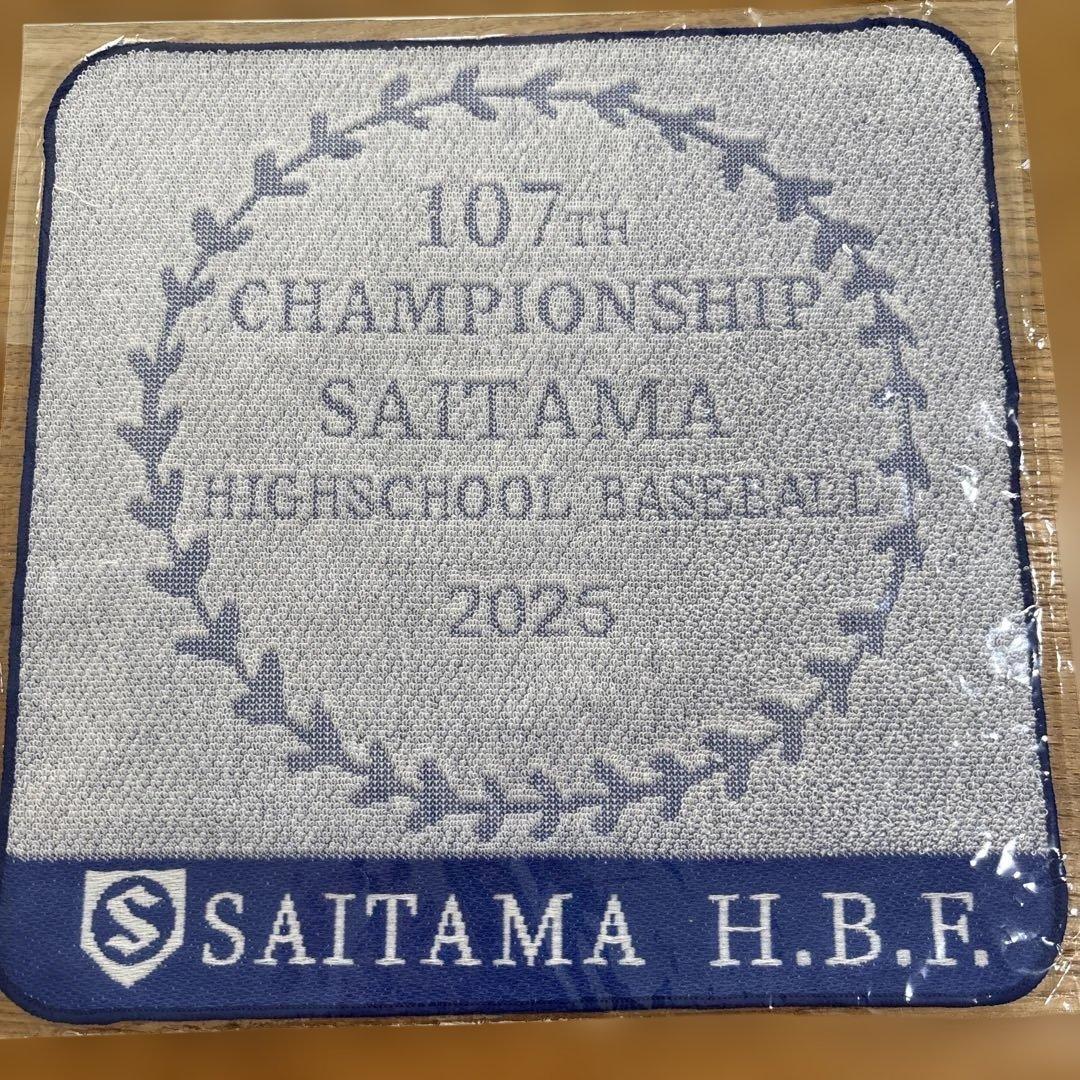 107TH
CHAMPIONSHIP
SAITAMA
HIGHSCHOOL BASEBALL
2025
S SAITAMA H.B.F.